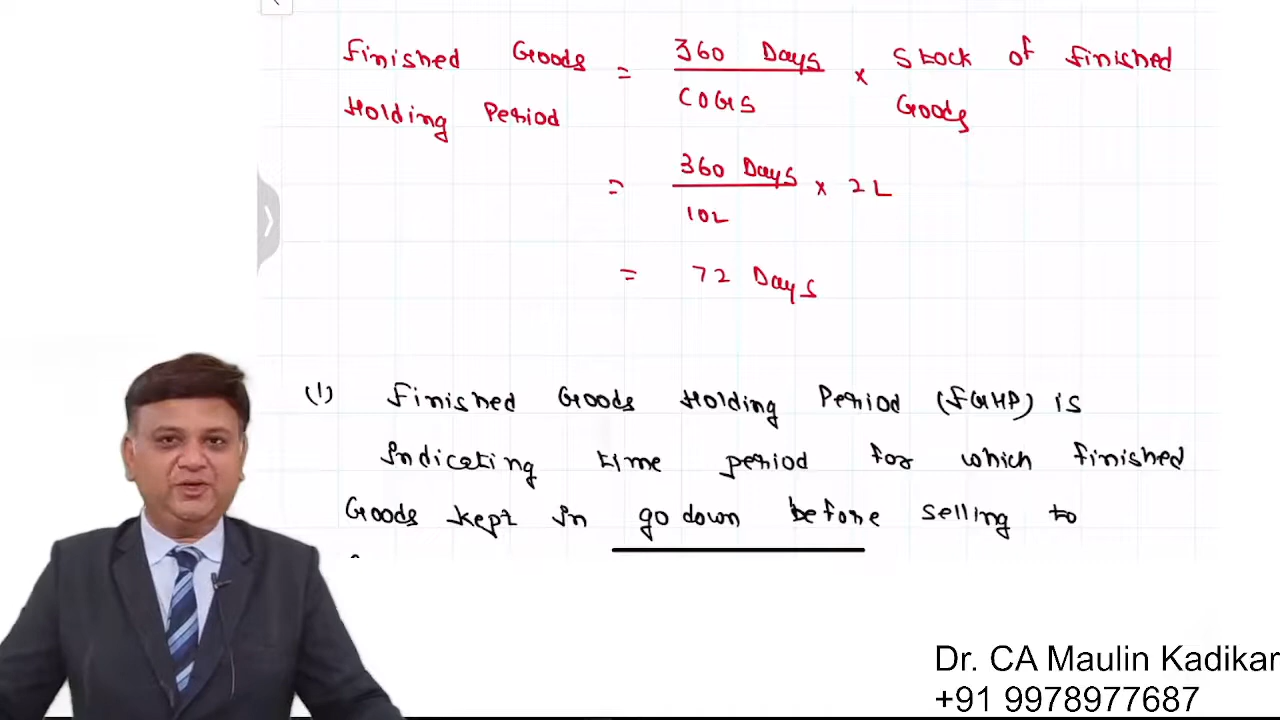 Finished Goods = 360 Days × Stock of Finished
Holding Period COGS Goods
= 360 Days × 2L
10L
= 72 Days
(1) Finished Goods Holding Period (FGHP) is
Indicating time period for which finished
Goods kept in go down before selling to
Dr. CA Maulin Kadikar
+91 9978977687